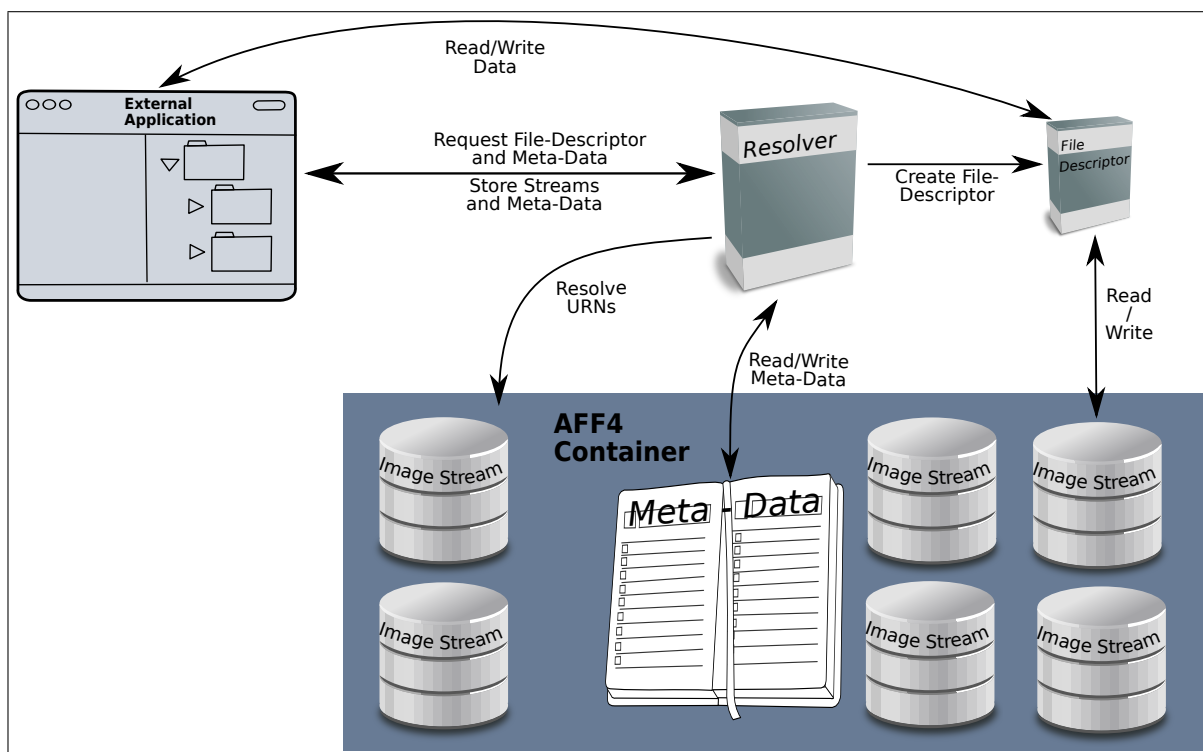 Read/Write
Data
External
Application
Request File-Descriptor
and Meta-Data
Store Streams
and Meta-Data
Resolver
Create File-
Descriptor
File
Descriptor
Resolve
URNs
Read/Write
Meta-Data
Read
/
Write
AFF4
Container
Image Stream
Meta-Data
Image Stream
Image Stream
Image Stream
Image Stream
Image Stream